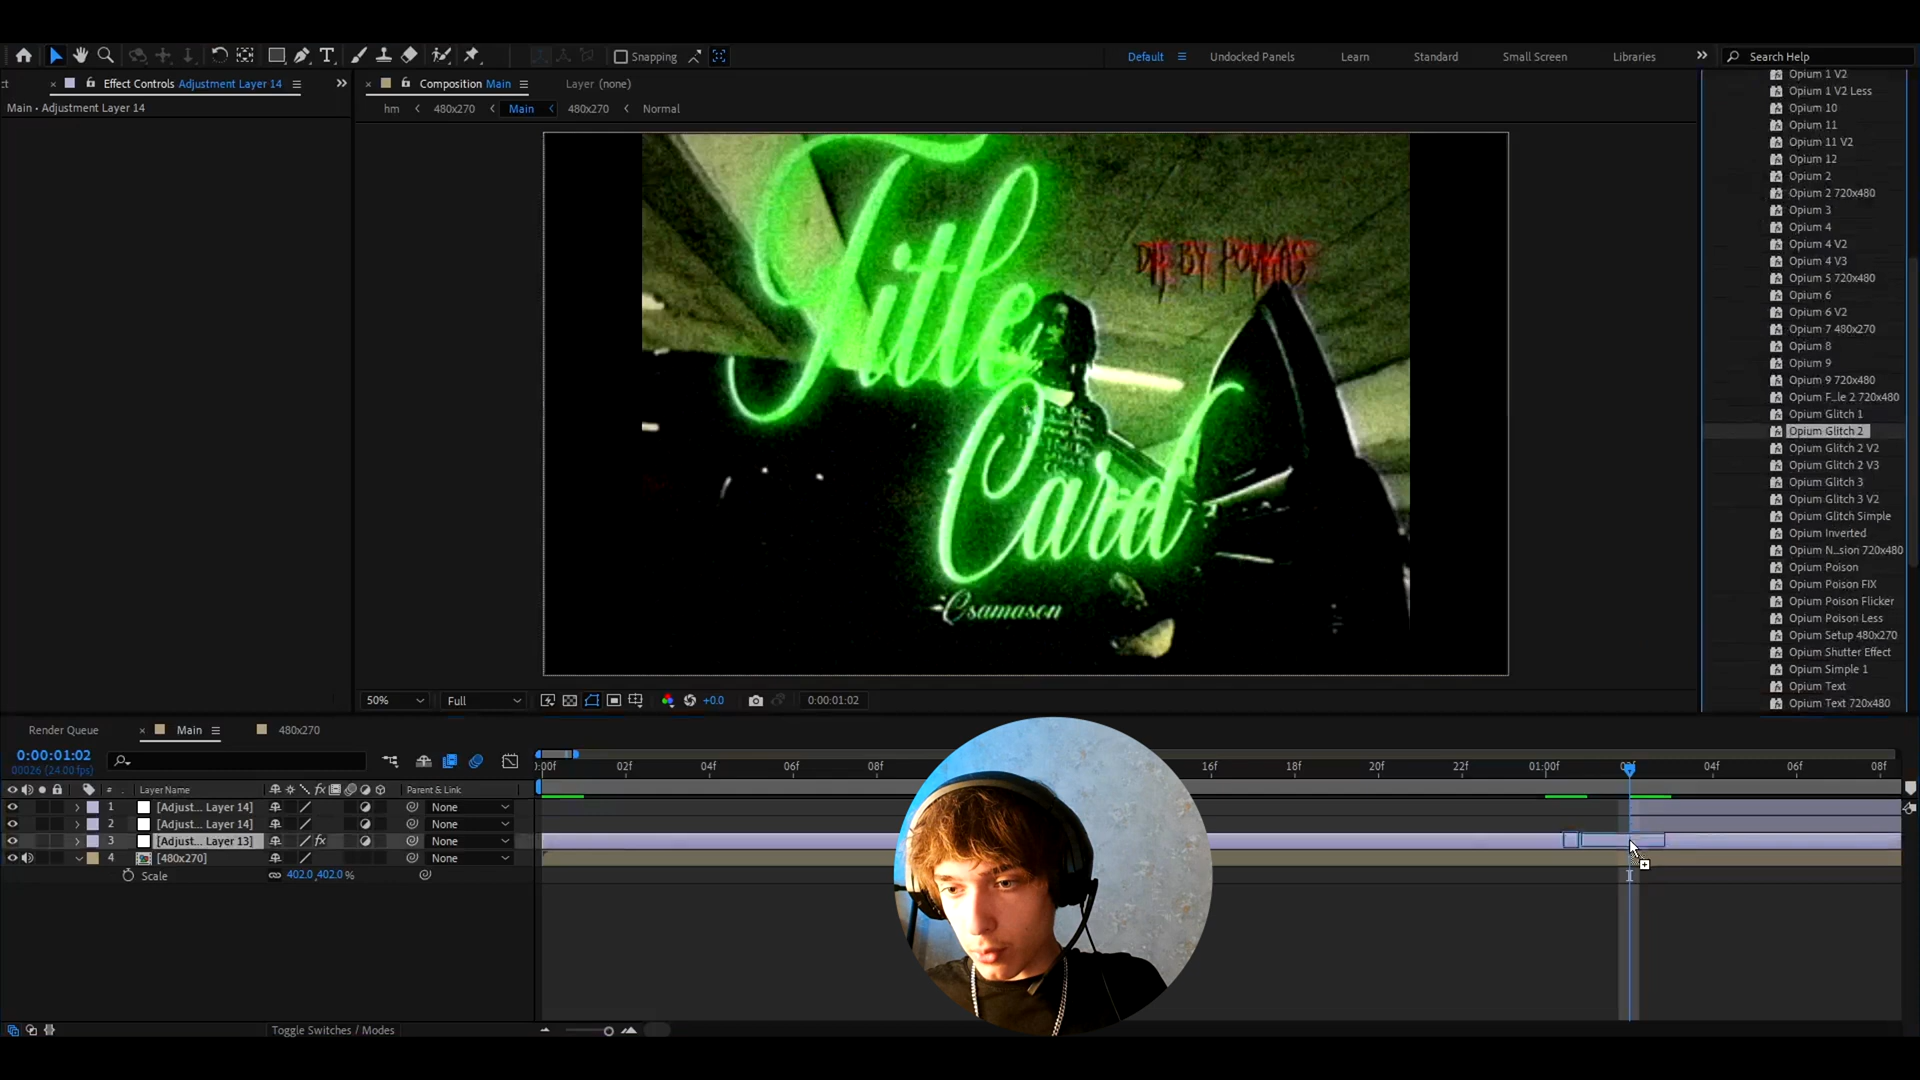 Snapping
Default
Undocked Panels
Learn
Standard
Small Screen
Libraries
Search Help
Effect Controls Adjustment Layer 14
Composition Main
Layer (none)
Main • Adjustment Layer 14
hm
480x270
Main
480x270
Normal
Title
Card
Csamason
50%
Full
+0.0
0:00:01:02
Opium 1 V2
Opium 1 V2 Less
Opium 10
Opium 11
Opium 11 V2
Opium 12
Opium 2
Opium 2 720x480
Opium 3
Opium 4
Opium 4 V2
Opium 4 V3
Opium 5 720x480
Opium 6
Opium 6 V2
Opium 7 480x270
Opium 8
Opium 9
Opium 9 720x480
Opium F...le 2 720x480
Opium Glitch 1
Opium Glitch 2
Opium Glitch 2 V2
Opium Glitch 2 V3
Opium Glitch 3
Opium Glitch 3 V2
Opium Glitch Simple
Opium Inverted
Opium N...sion 720x480
Opium Poison
Opium Poison FIX
Opium Poison Flicker
Opium Poison Less
Opium Setup 480x270
Opium Shutter Effect
Opium Simple 1
Opium Text
Opium Text 720x480
Render Queue
Main
480x270
0:00:01:02
00026 (24.00 fps)
:00f 02f 04f 06f 08f 16f 18f 20f 22f 01:00f 04f 06f 08f
# Layer Name Parent & Link
1 [Adjust... Layer 14] None
2 [Adjust... Layer 14] None
3 [Adjust... Layer 13] fx None
4 [480x270] None
Scale 402.0,402.0 %
Toggle Switches / Modes